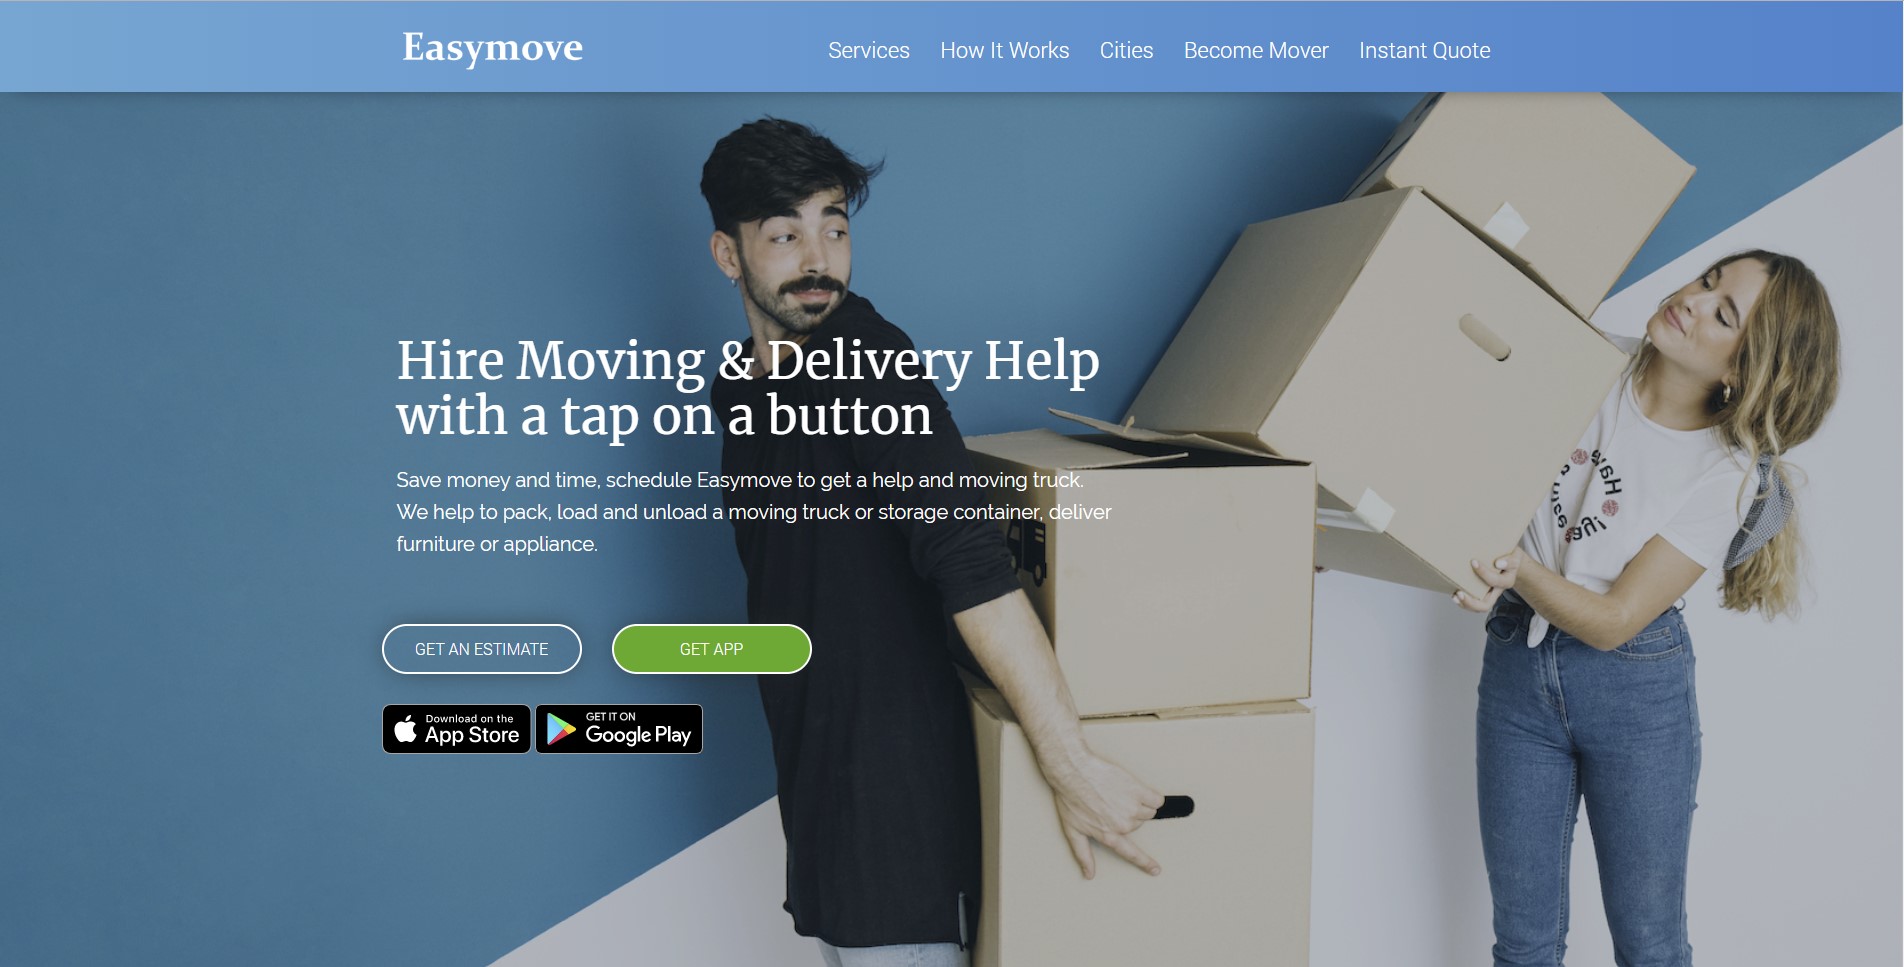 Easymove
Services How It Works Cities Become Mover Instant Quote
Hire Moving & Delivery Help
with a tap on a button
Save money and time, schedule Easymove to get a help and moving truck.
We help to pack, load and unload a moving truck or storage container, deliver
furniture or appliance.
GET AN ESTIMATE GET APP
Download on the
App Store
GET IT ON
Google Play